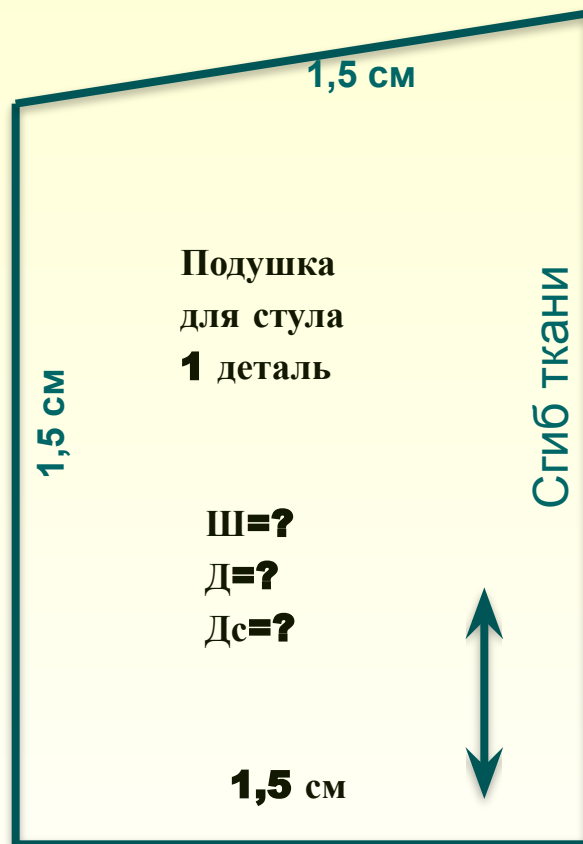 1,5 см
Подушка
для стула
1 деталь
1,5 см
Сгиб ткани
Ш=?
Д=?
Дс=?
1,5 см